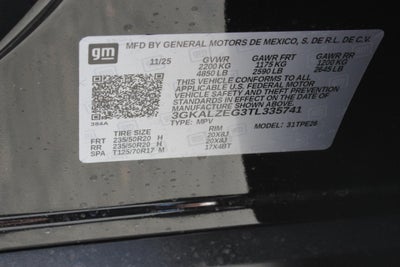 gm
MFD BY GENERAL MOTORS DE MEXICO, S. DE R.L. DE C.V.
11/25 GVWR GAWR FRT GAWR RR
2200 KG 1175 KG 1200 KG
4850 LB 2590 LB 2645 LB
THIS VEHICLE CONFORMS TO ALL
APPLICABLE U.S. FEDERAL MOTOR
VEHICLE SAFETY AND THEFT PREVENTION
STANDARDS IN EFFECT ON THE DATE OF
MANUFACTURE SHOWN ABOVE.
3GKALZEG3TL335741
TYPE: MPV MODEL: 31TPE26
TIRE SIZE RIM
FRT 235/50R20 H 20X8J
RR 235/50R20 H 20X8J
SPA T125/70R17 M 17X4BT